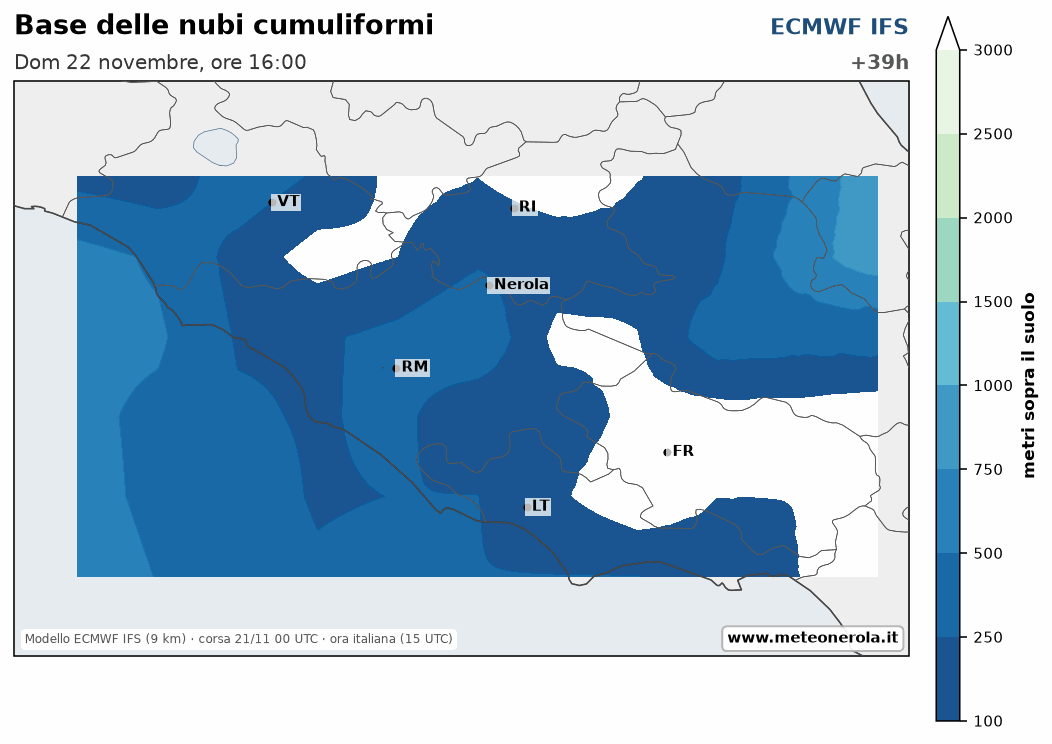 Base delle nubi cumuliformi
ECMWF IFS
Dom 22 novembre, ore 16:00
+39h
VT
RI
Nerola
RM
FR
LT
3000
2500
2000
1500
1000
750
500
250
100
metri sopra il suolo
Modello ECMWF IFS (9 km) · corsa 21/11 00 UTC · ora italiana (15 UTC)
www.meteonerola.it